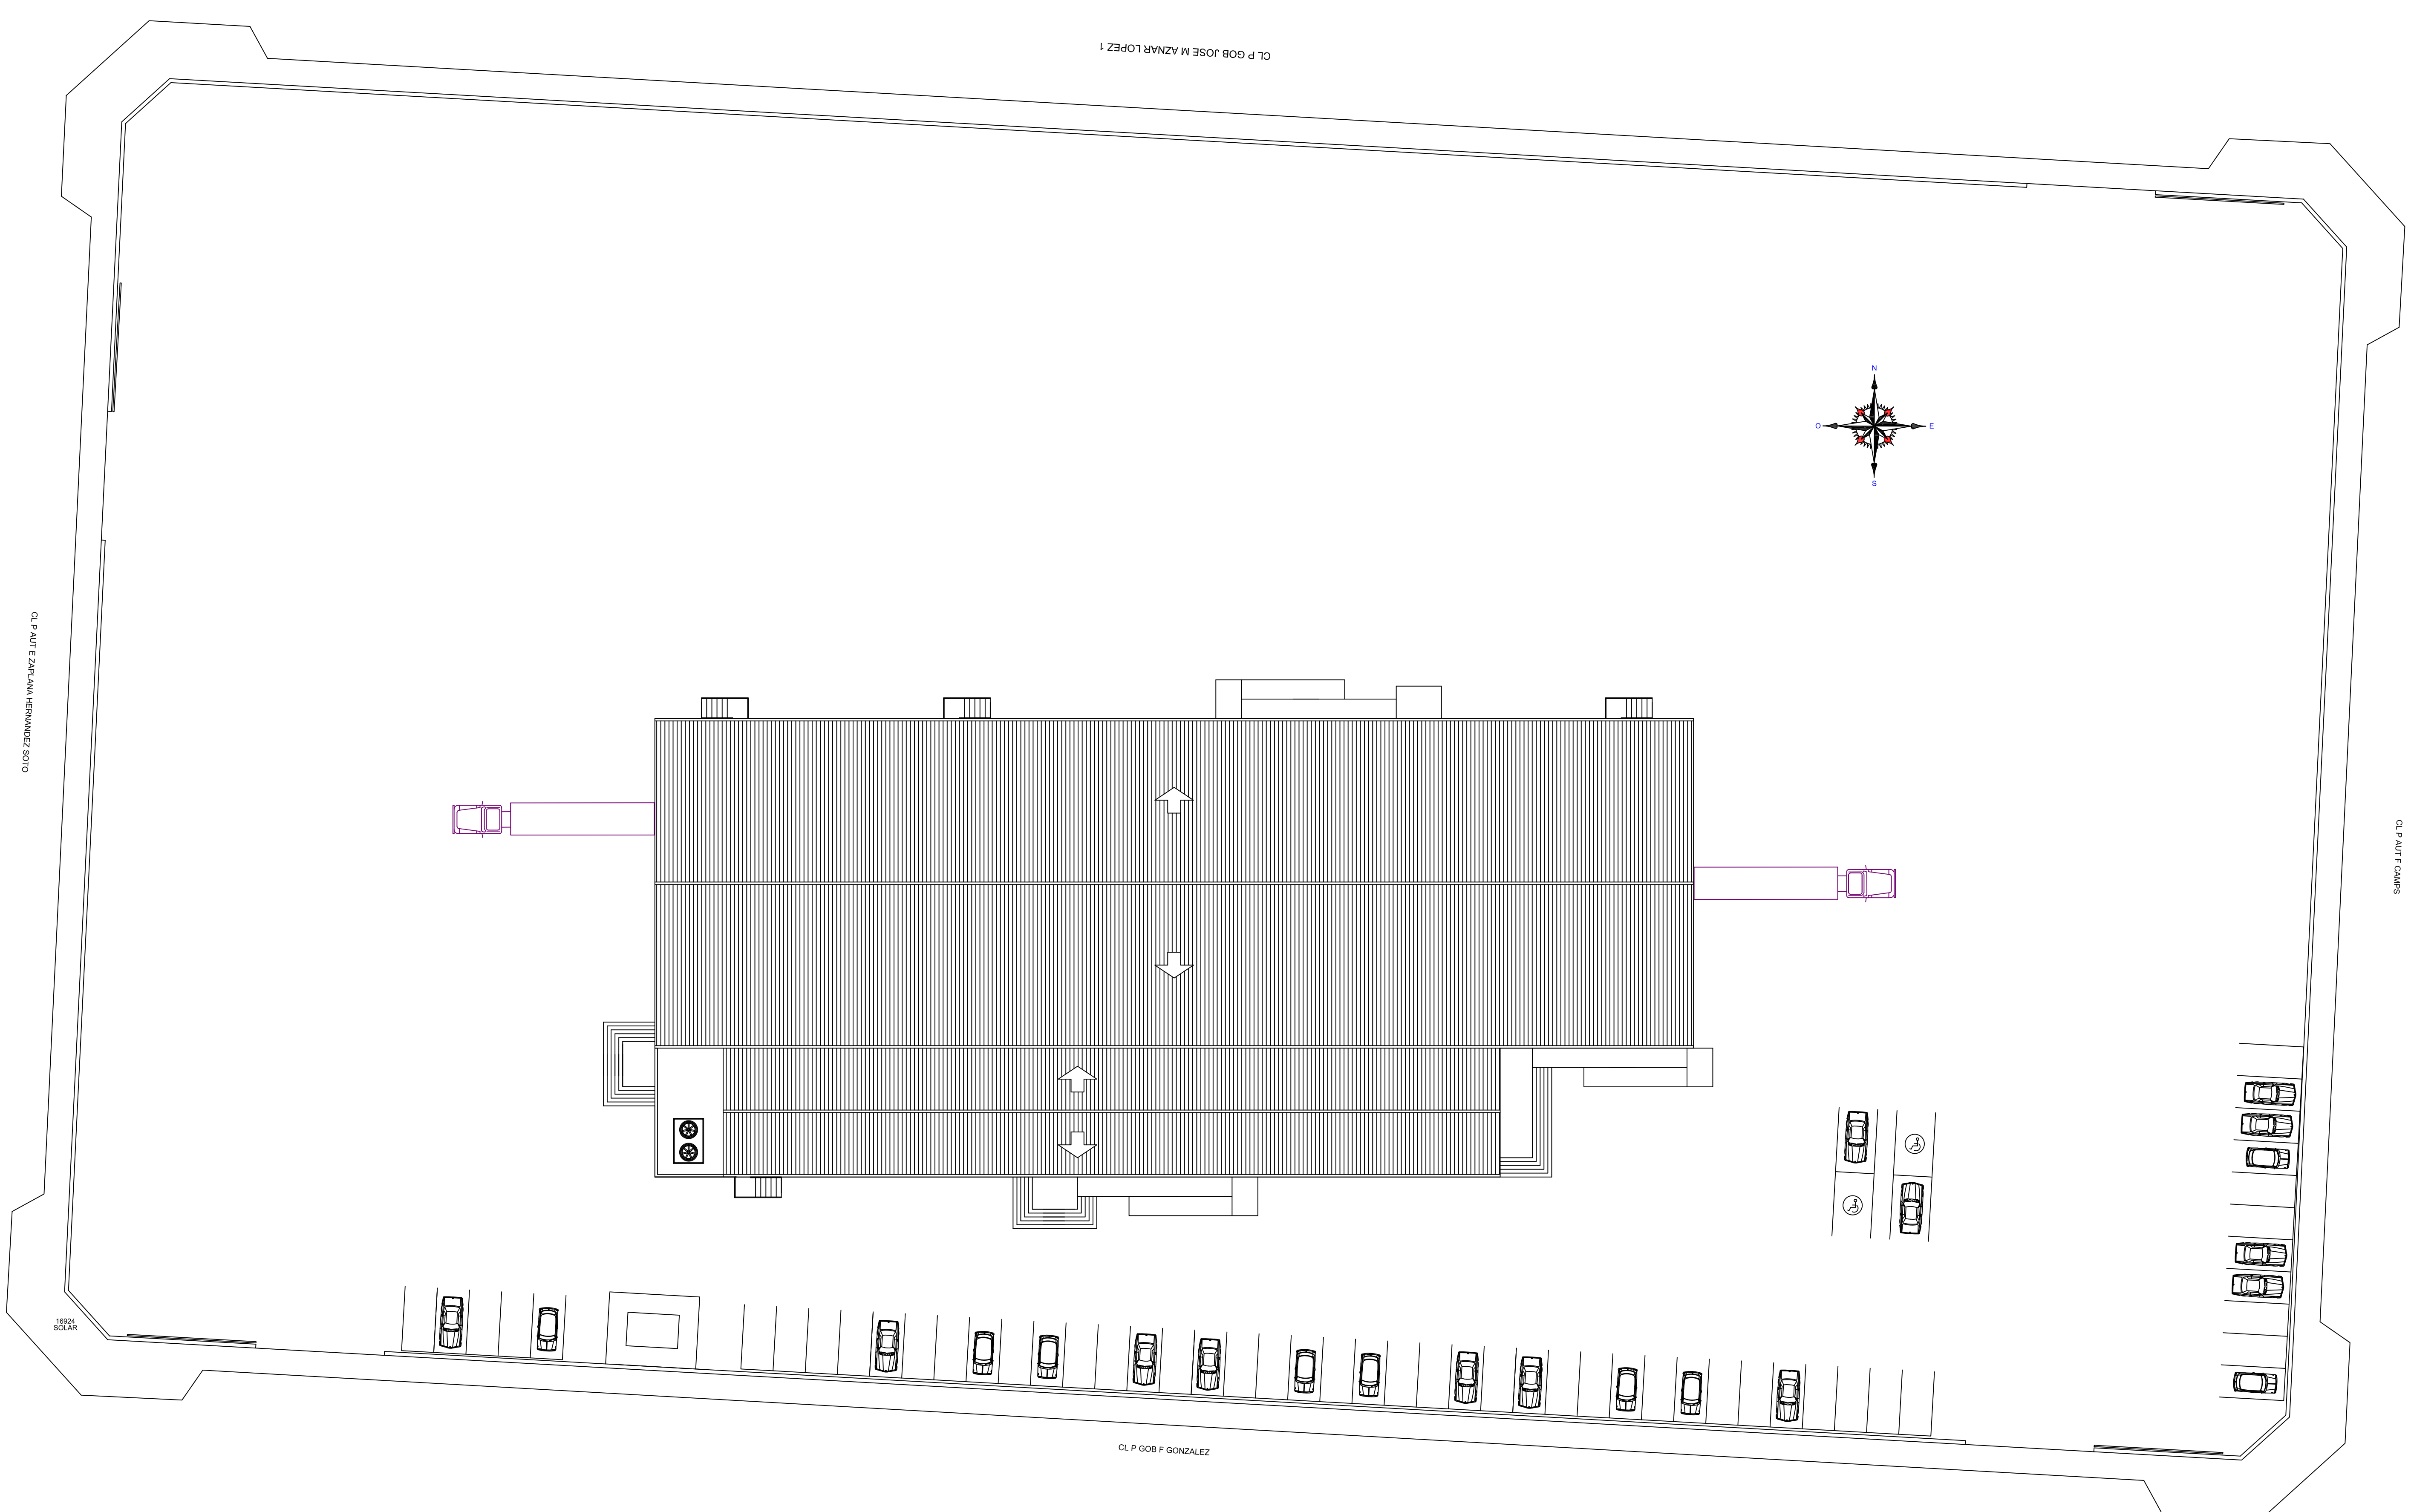 CL P GOB JOSE M AZNAR LOPEZ 1
N
O
E
S
CL P AUT E ZAPLANA HERNANDEZ SOTO
CL P AUT F CAMPS
16924
SOLAR
CL P GOB F GONZALEZ